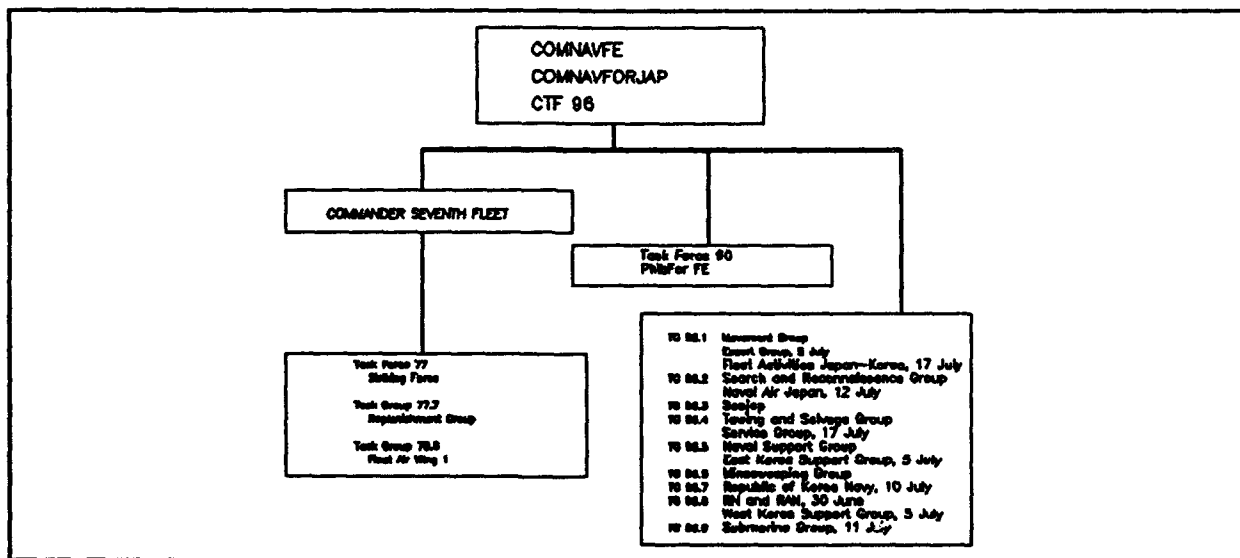 COMNAVFE
COMNAVFORJAP
CTF 96
COMMANDER SEVENTH FLEET
Task Force 90
PhibFor FE
Task Force 77
Striking Force
Task Group 77.7
Replenishment Group
Task Group
Fleet Air Wing 1
TG 96.1 Movement Group
Escort Group, July
Fleet Activities Japan-Korea, 17 July
TG 96.2 Search and Reconnaissance Group
Naval Air Japan, 12 July
TG 96.3 Scajap
TG 96.4 Towing and Salvage Group
Service Group, 17 July
TG 96.5 Naval Support Group
East Korea Support Group, 5 July
TG 96.6 Minesweeping Group
TG 96.7 Republic of Korea Navy, 10 July
TG 96.8 RN and RAN, 30 June
West Korea Support Group, 5 July
TG 96.9 Submarine Group, 11 July